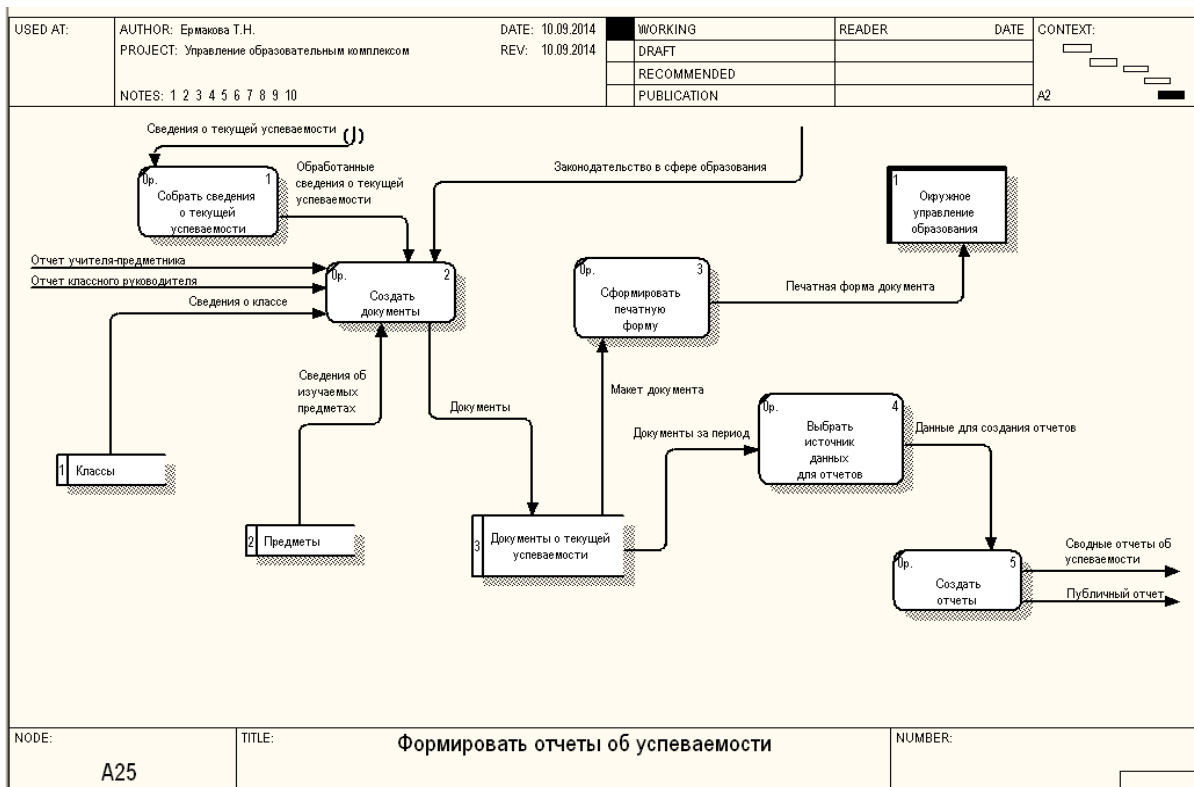 USED AT:
AUTHOR: Ермакова Т.Н.
DATE: 10.09.2014
PROJECT: Управление образовательным комплексом
REV: 10.09.2014
NOTES: 1 2 3 4 5 6 7 8 9 10
WORKING
DRAFT
RECOMMENDED
PUBLICATION
READER
DATE
CONTEXT:
A2
Сведения о текущей успеваемости
0р.
1
Собрать сведения
о текущей
успеваемости
Обработанные
сведения о текущей
успеваемости
Законодательство в сфере образования
1
Окружное
управление
образования
Отчет учителя-предметника
Отчет классного руководителя
Сведения о классе
0р.
2
Создать
документы
0р.
3
Сформировать
печатную
форму
Печатная форма документа
Сведения об
изучаемых
предметах
Документы
Макет документа
Документы за период
0р.
4
Выбрать
источник
данных
для отчетов
Данные для создания отчетов
1
Классы
2
Предметы
3
Документы о текущей
успеваемости
0р.
5
Создать
отчеты
Сводные отчеты об
успеваемости
Публичный отчет
NODE:
A25
TITLE:
Формировать отчеты об успеваемости
NUMBER: